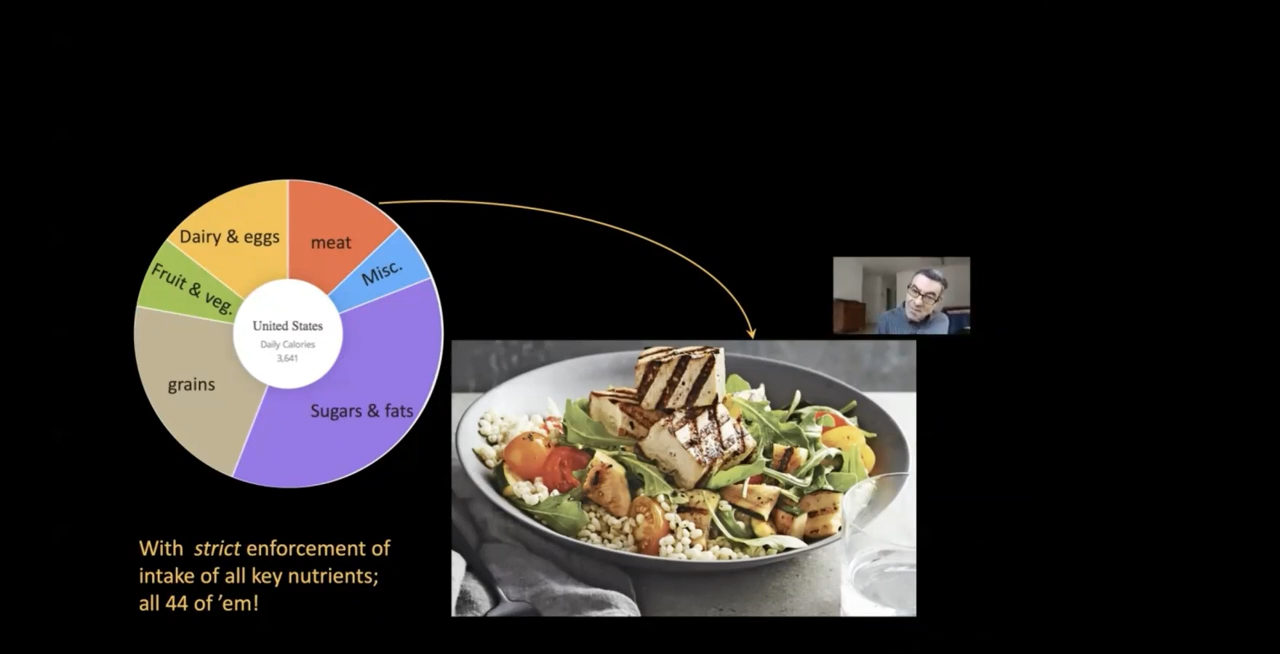 Dairy & eggs
meat
Misc.
Fruit & veg.
United States
Daily Calories
3,641
grains
Sugars & fats
With strict enforcement of
intake of all key nutrients;
all 44 of ’em!